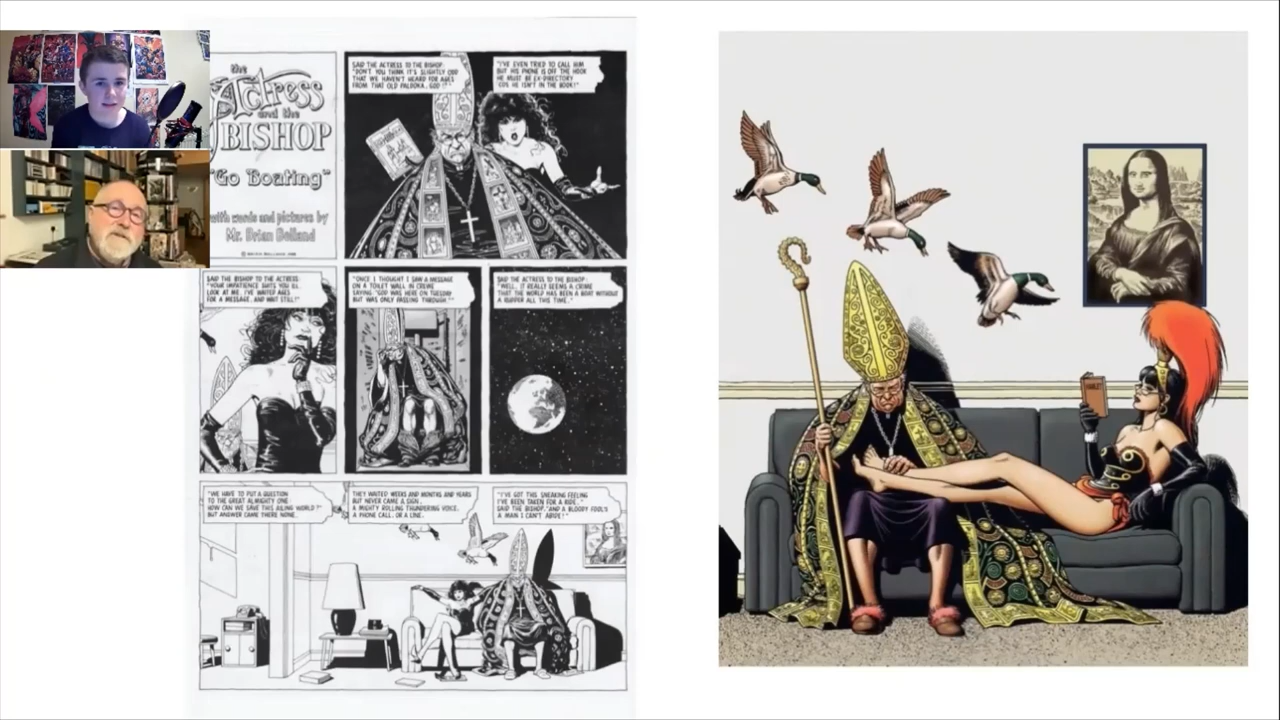 the
Actress
and the
BISHOP
"Go Boating"
with words and pictures by
Mr. Brian Bolland
SAID THE ACTRESS TO THE BISHOP:
"DON'T YOU THINK IT'S SLIGHTLY ODD
THAT WE HAVEN'T HEARD FOR AGES
FROM THAT OLD PALOOKA, GOD?"
"I'VE EVEN TRIED TO CALL HIM
BUT HIS PHONE IS OFF THE HOOK
HE MUST BE EX-DIRECTORY
'COS HE ISN'T IN THE BOOK!"
SAID THE BISHOP TO THE ACTRESS:
"YOUR IMPATIENCE SUITS YOU ILL.
LOOK AT ME. I'VE WAITED AGES
FOR A MESSAGE, AND WAIT STILL!"
"ONCE I THOUGHT I SAW A MESSAGE
ON A TOILET WALL IN CREWE
SAYING, 'GOD WAS HERE ON TUESDAY
BUT WAS ONLY PASSING THROUGH.'"
SAID THE ACTRESS TO THE BISHOP:
"WELL, IT REALLY SEEMS A CRIME
THAT THE WORLD HAS BEEN A BOAT WITHOUT
A RUDDER ALL THIS TIME."
"WE HAVE TO PUT A QUESTION
TO THE GREAT ALMIGHTY ONE:
HOW CAN WE SAVE THIS AILING WORLD?"
BUT ANSWER CAME THERE NONE.
THEY WAITED WEEKS AND MONTHS AND YEARS
BUT NEVER CAME A SIGN,
A MIGHTY ROLLING THUNDERING VOICE,
A PHONE CALL, OR A LINE.
"I'VE GOT THIS SNEAKING FEELING
I'VE BEEN TAKEN FOR A RIDE,"
SAID THE BISHOP, "AND A BLOODY FOOL'S
A MAN I CAN'T ABIDE!"
HAMLET